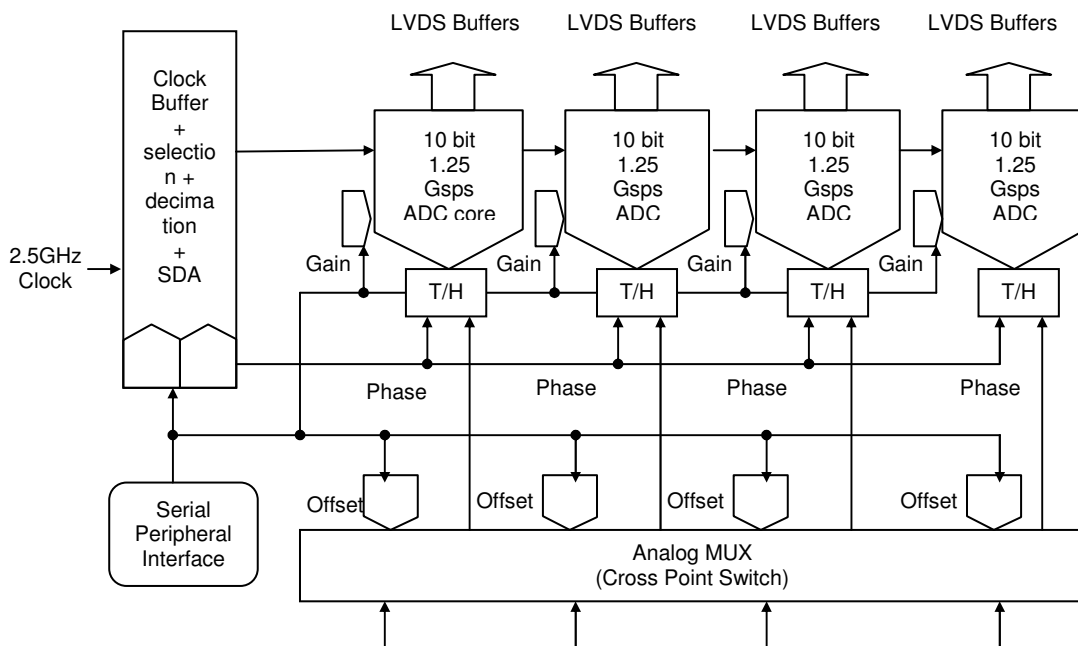 LVDS Buffers
LVDS Buffers
LVDS Buffers
LVDS Buffers
Clock
Buffer
+
selectio
n +
decima
tion
+
SDA
10 bit
1.25
Gsps
ADC core
10 bit
1.25
Gsps
ADC
10 bit
1.25
Gsps
ADC
10 bit
1.25
Gsps
ADC
2.5GHz
Clock
Gain
Gain
Gain
Gain
T/H
T/H
T/H
T/H
Phase
Phase
Phase
Phase
Serial
Peripheral
Interface
Offset
Offset
Offset
Offset
Analog MUX
(Cross Point Switch)